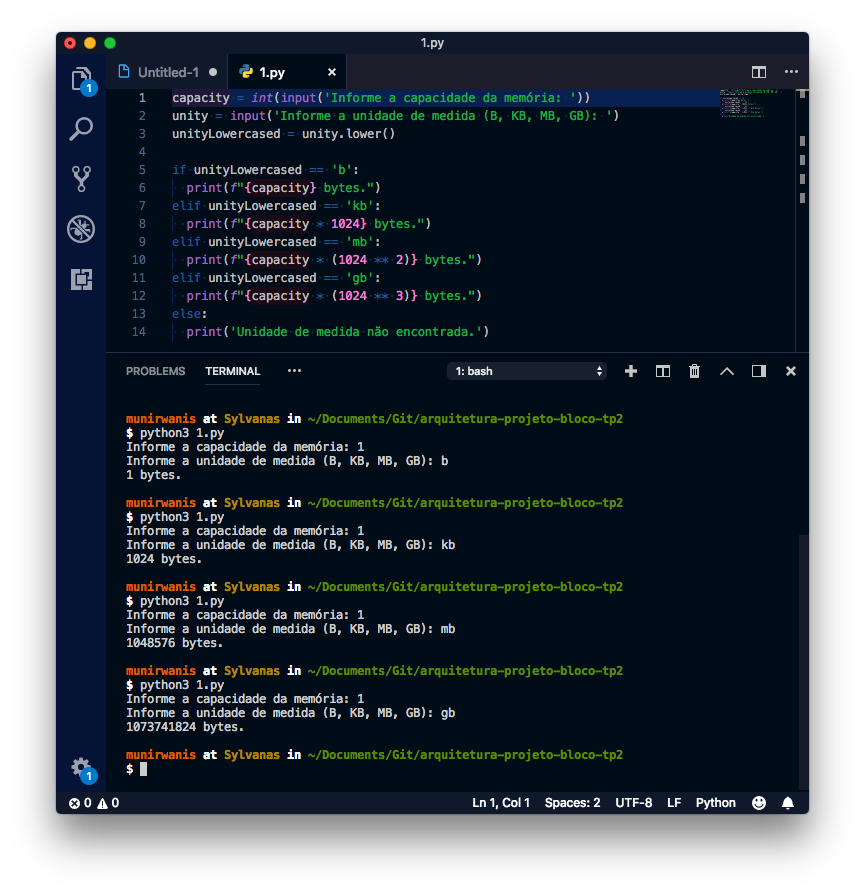 1.py
Untitled-1 1.py
1
1 capacity = int(input('Informe a capacidade da memória: '))
2 unity = input('Informe a unidade de medida (B, KB, MB, GB): ')
3 unityLowercased = unity.lower()
4
5 if unityLowercased == 'b':
6 print(f"{capacity} bytes.")
7 elif unityLowercased == 'kb':
8 print(f"{capacity * 1024} bytes.")
9 elif unityLowercased == 'mb':
10 print(f"{capacity * (1024 ** 2)} bytes.")
11 elif unityLowercased == 'gb':
12 print(f"{capacity * (1024 ** 3)} bytes.")
13 else:
14 print('Unidade de medida não encontrada.')
PROBLEMS TERMINAL ••• 1: bash
munirwanis at Sylvanas in ~/Documents/Git/arquitetura-projeto-bloco-tp2
$ python3 1.py
Informe a capacidade da memória: 1
Informe a unidade de medida (B, KB, MB, GB): b
1 bytes.
munirwanis at Sylvanas in ~/Documents/Git/arquitetura-projeto-bloco-tp2
$ python3 1.py
Informe a capacidade da memória: 1
Informe a unidade de medida (B, KB, MB, GB): kb
1024 bytes.
munirwanis at Sylvanas in ~/Documents/Git/arquitetura-projeto-bloco-tp2
$ python3 1.py
Informe a capacidade da memória: 1
Informe a unidade de medida (B, KB, MB, GB): mb
1048576 bytes.
munirwanis at Sylvanas in ~/Documents/Git/arquitetura-projeto-bloco-tp2
$ python3 1.py
Informe a capacidade da memória: 1
Informe a unidade de medida (B, KB, MB, GB): gb
1073741824 bytes.
munirwanis at Sylvanas in ~/Documents/Git/arquitetura-projeto-bloco-tp2
$
1
0 0 Ln 1, Col 1 Spaces: 2 UTF-8 LF Python